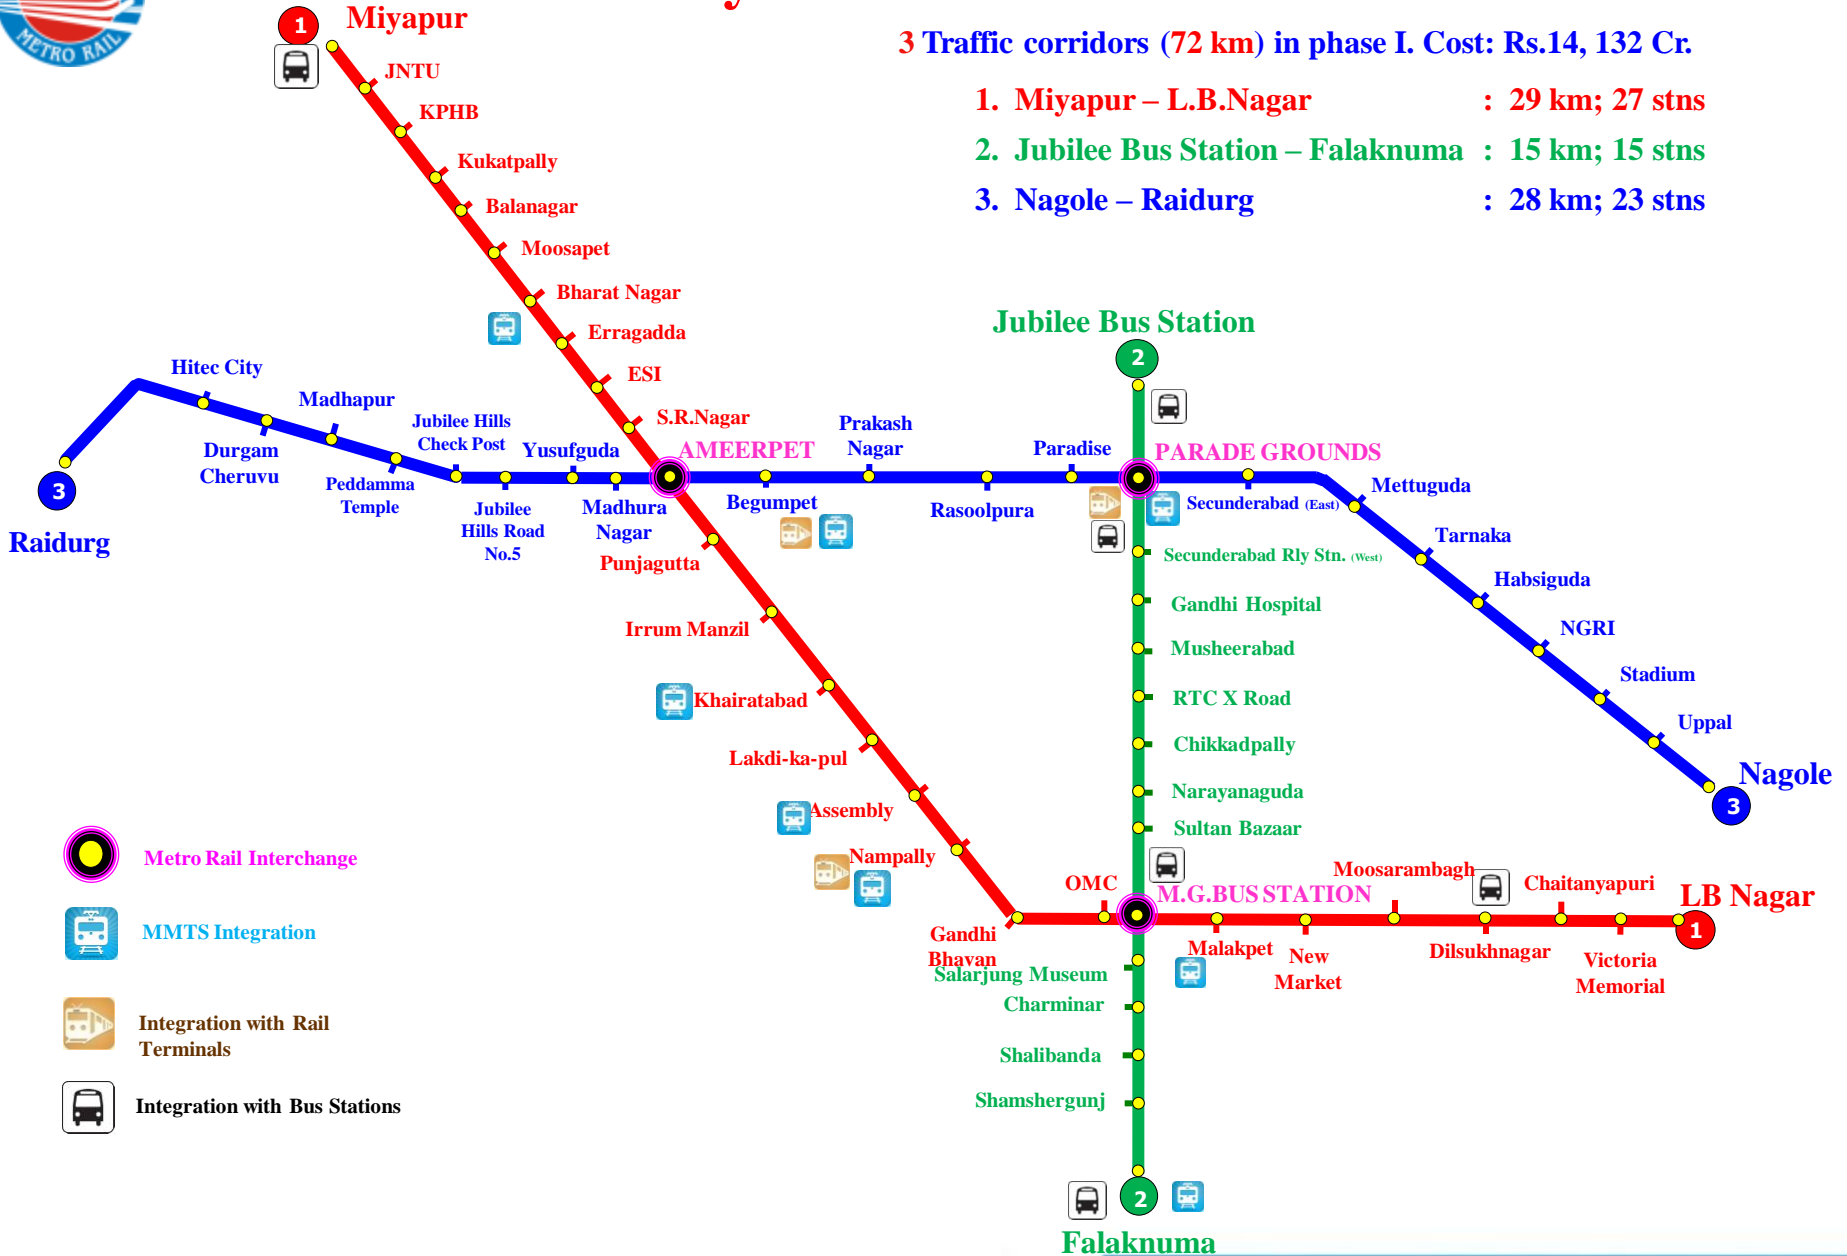 METRO RAIL
y
3 Traffic corridors (72 km) in phase I. Cost: Rs.14, 132 Cr.
1. Miyapur – L.B.Nagar : 29 km; 27 stns
2. Jubilee Bus Station – Falaknuma : 15 km; 15 stns
3. Nagole – Raidurg : 28 km; 23 stns
1
Miyapur
JNTU
KPHB
Kukatpally
Balanagar
Moosapet
Bharat Nagar
Erragadda
ESI
S.R.Nagar
AMEERPET
Punjagutta
Irrum Manzil
Khairatabad
Lakdi-ka-pul
Assembly
Nampally
Gandhi
Bhavan
OMC
M.G.BUS STATION
Malakpet
New
Market
Moosarambagh
Dilsukhnagar
Chaitanyapuri
Victoria
Memorial
LB Nagar
1
Jubilee Bus Station
2
PARADE GROUNDS
Secunderabad Rly Stn. (West)
Gandhi Hospital
Musheerabad
RTC X Road
Chikkadpally
Narayanaguda
Sultan Bazaar
Salarjung Museum
Charminar
Shalibanda
Shamshergunj
2
Falaknuma
3
Raidurg
Hitec City
Durgam
Cheruvu
Madhapur
Peddamma
Temple
Jubilee Hills
Check Post
Jubilee
Hills Road
No.5
Yusufguda
Madhura
Nagar
Begumpet
Prakash
Nagar
Rasoolpura
Paradise
Secunderabad (East)
Mettuguda
Tarnaka
Habsiguda
NGRI
Stadium
Uppal
Nagole
3
Metro Rail Interchange
MMTS Integration
Integration with Rail
Terminals
Integration with Bus Stations